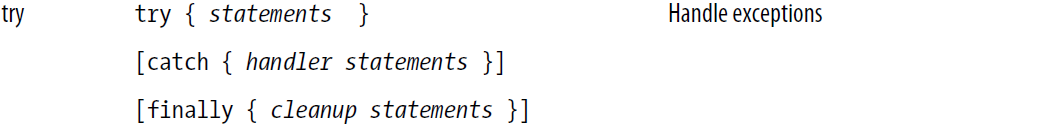 try try { statements } Handle exceptions
[catch { handler statements }]
[finally { cleanup statements }]